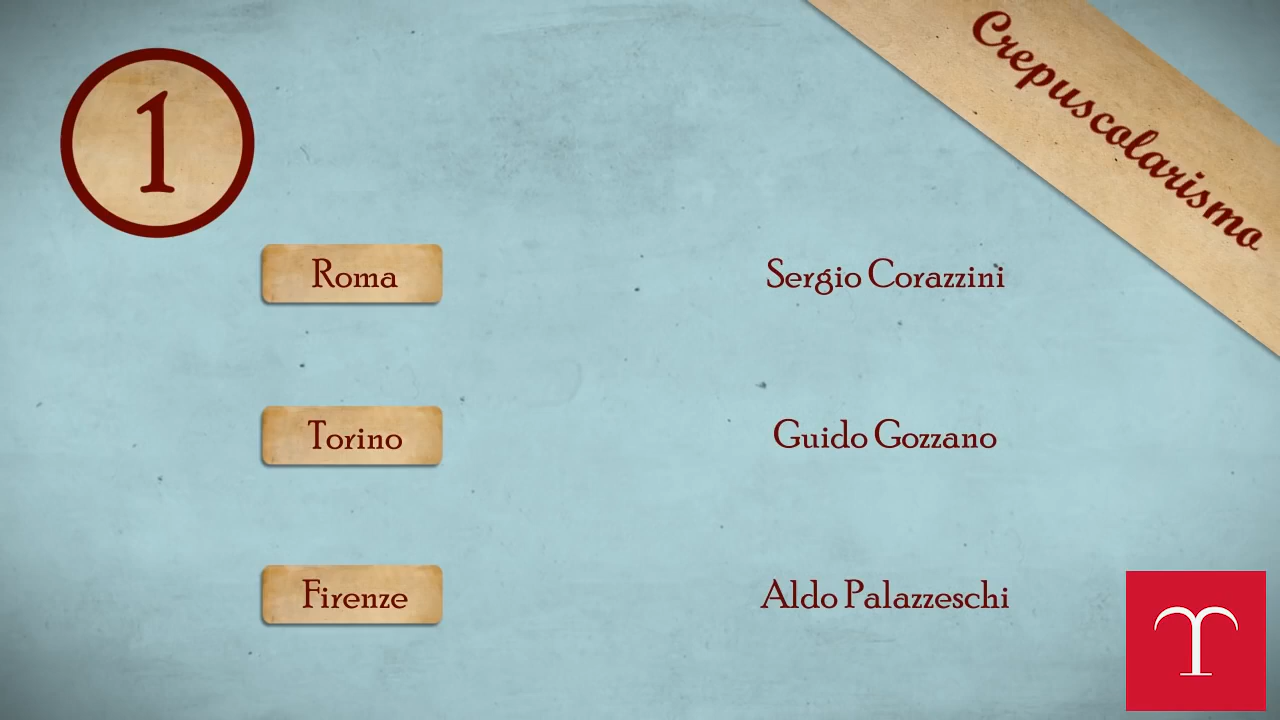 1
Crepuscolarismo
Roma
Sergio Corazzini
Torino
Guido Gozzano
Firenze
Aldo Palazzeschi